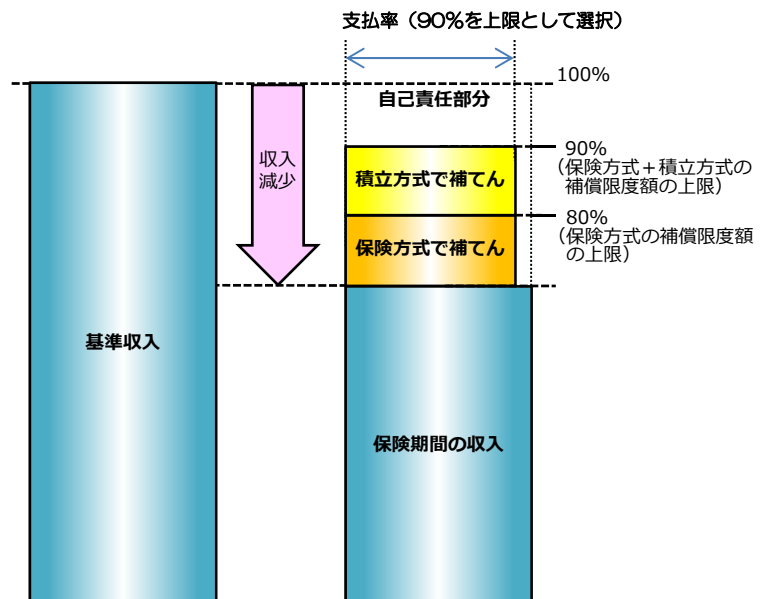 支払率（90%を上限として選択）
100%
自己責任部分
収入
減少
90%
（保険方式＋積立方式の
補償限度額の上限）
積立方式で補てん
80%
（保険方式の補償限度額
の上限）
保険方式で補てん
基準収入
保険期間の収入